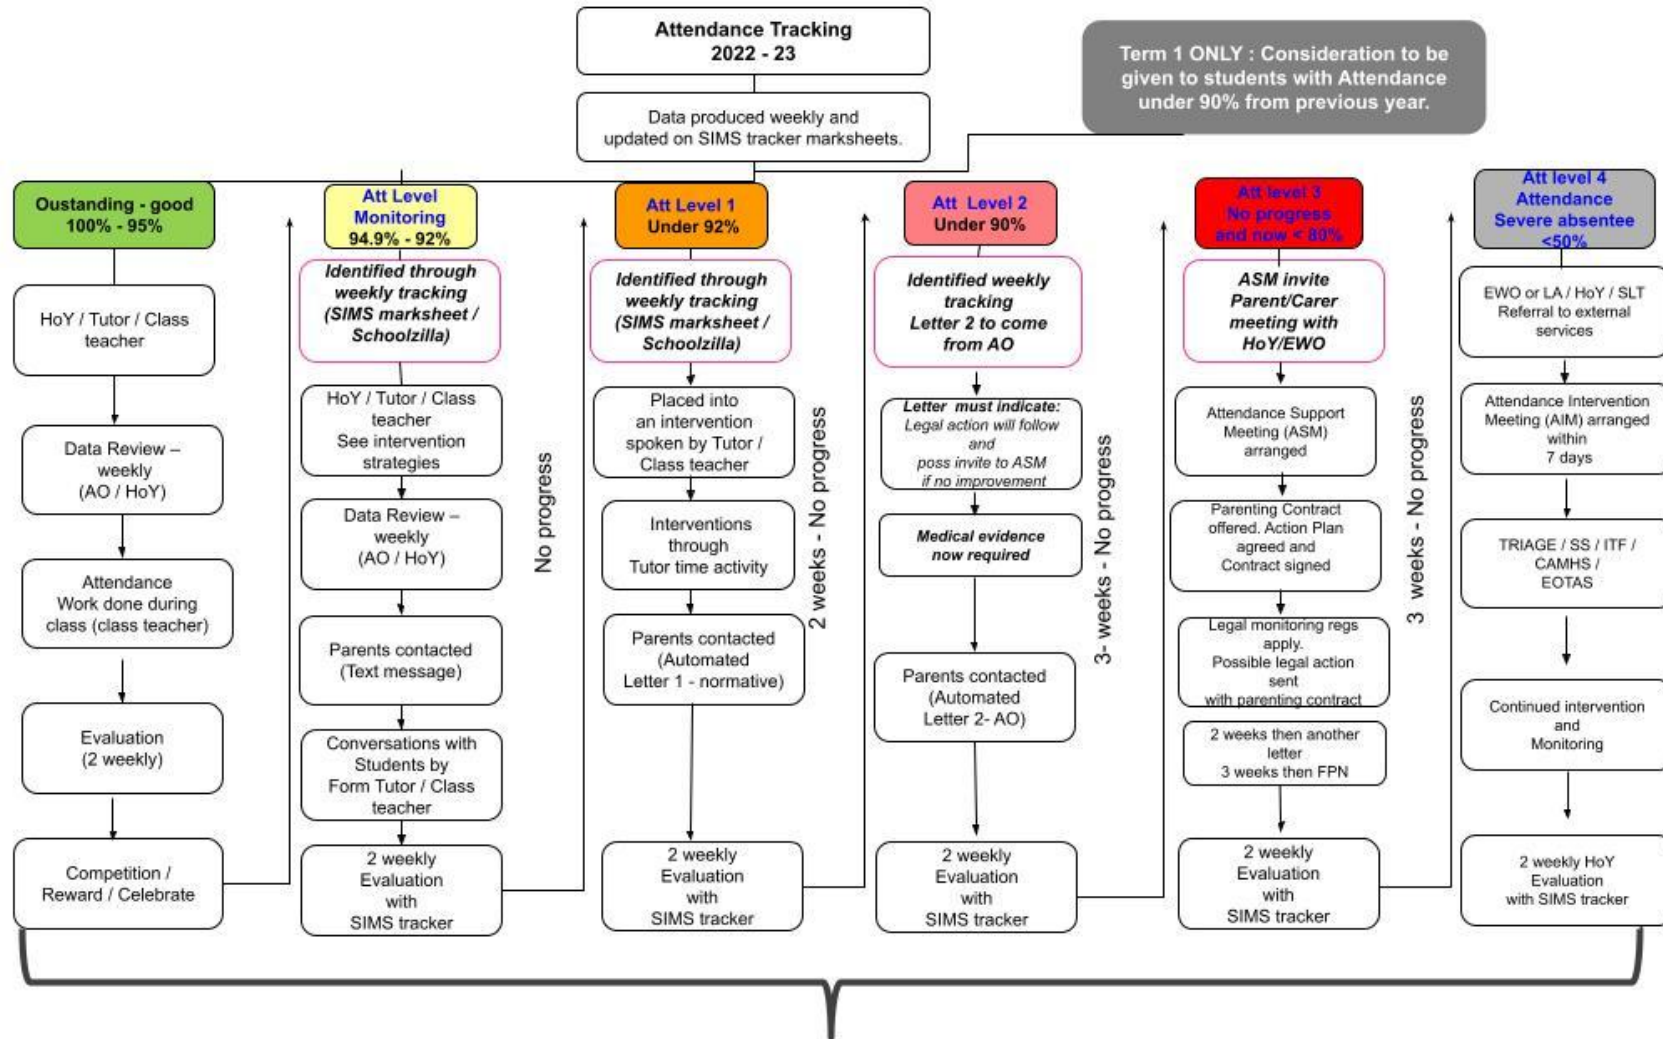 Attendance Tracking
2022 - 23
Data produced weekly and
updated on SIMS tracker marksheets.
Term 1 ONLY : Consideration to be
given to students with Attendance
under 90% from previous year.
Oustanding - good
100% - 95%
HoY / Tutor / Class
teacher
Data Review –
weekly
(AO / HoY)
Attendance
Work done during
class (class teacher)
Evaluation
(2 weekly)
Competition /
Reward / Celebrate
Att Level
Monitoring
94.9% - 92%
Identified through
weekly tracking
(SIMS marksheet /
Schoolzilla)
HoY / Tutor / Class
teacher
See intervention
strategies
Data Review –
weekly
(AO / HoY)
Parents contacted
(Text message)
Conversations with
Students by
Form Tutor / Class
teacher
2 weekly
Evaluation
with
SIMS tracker
No progress
Att Level 1
Under 92%
Identified through
weekly tracking
(SIMS marksheet /
Schoolzilla)
Placed into
an intervention
spoken by Tutor /
Class teacher
Interventions
through
Tutor time activity
Parents contacted
(Automated
Letter 1 - normative)
2 weekly
Evaluation
with
SIMS tracker
2 weeks - No progress
Att Level 2
Under 90%
Identified weekly
tracking
Letter 2 to come
from AO
Letter must indicate:
Legal action will follow
and
poss invite to ASM
if no improvement
Medical evidence
now required
Parents contacted
(Automated
Letter 2- AO)
2 weekly
Evaluation
with
SIMS tracker
3- weeks - No progress
Att level 3
No progress
and now < 80%
ASM invite
Parent/Carer
meeting with
HoY/EWO
Attendance Support
Meeting (ASM)
arranged
Parenting Contract
offered. Action Plan
agreed and
Contract signed
Legal monitoring regs
apply.
Possible legal action
sent
with parenting contract
2 weeks then another
letter
3 weeks then FPN
2 weekly
Evaluation
with
SIMS tracker
3 weeks - No progress
Att level 4
Attendance
Severe absentee
<50%
EWO or LA / HoY / SLT
Referral to external
services
Attendance Intervention
Meeting (AIM) arranged
within
7 days
TRIAGE / SS / ITF /
CAMHS /
EOTAS
Continued intervention
and
Monitoring
2 weekly HoY
Evaluation
with SIMS tracker